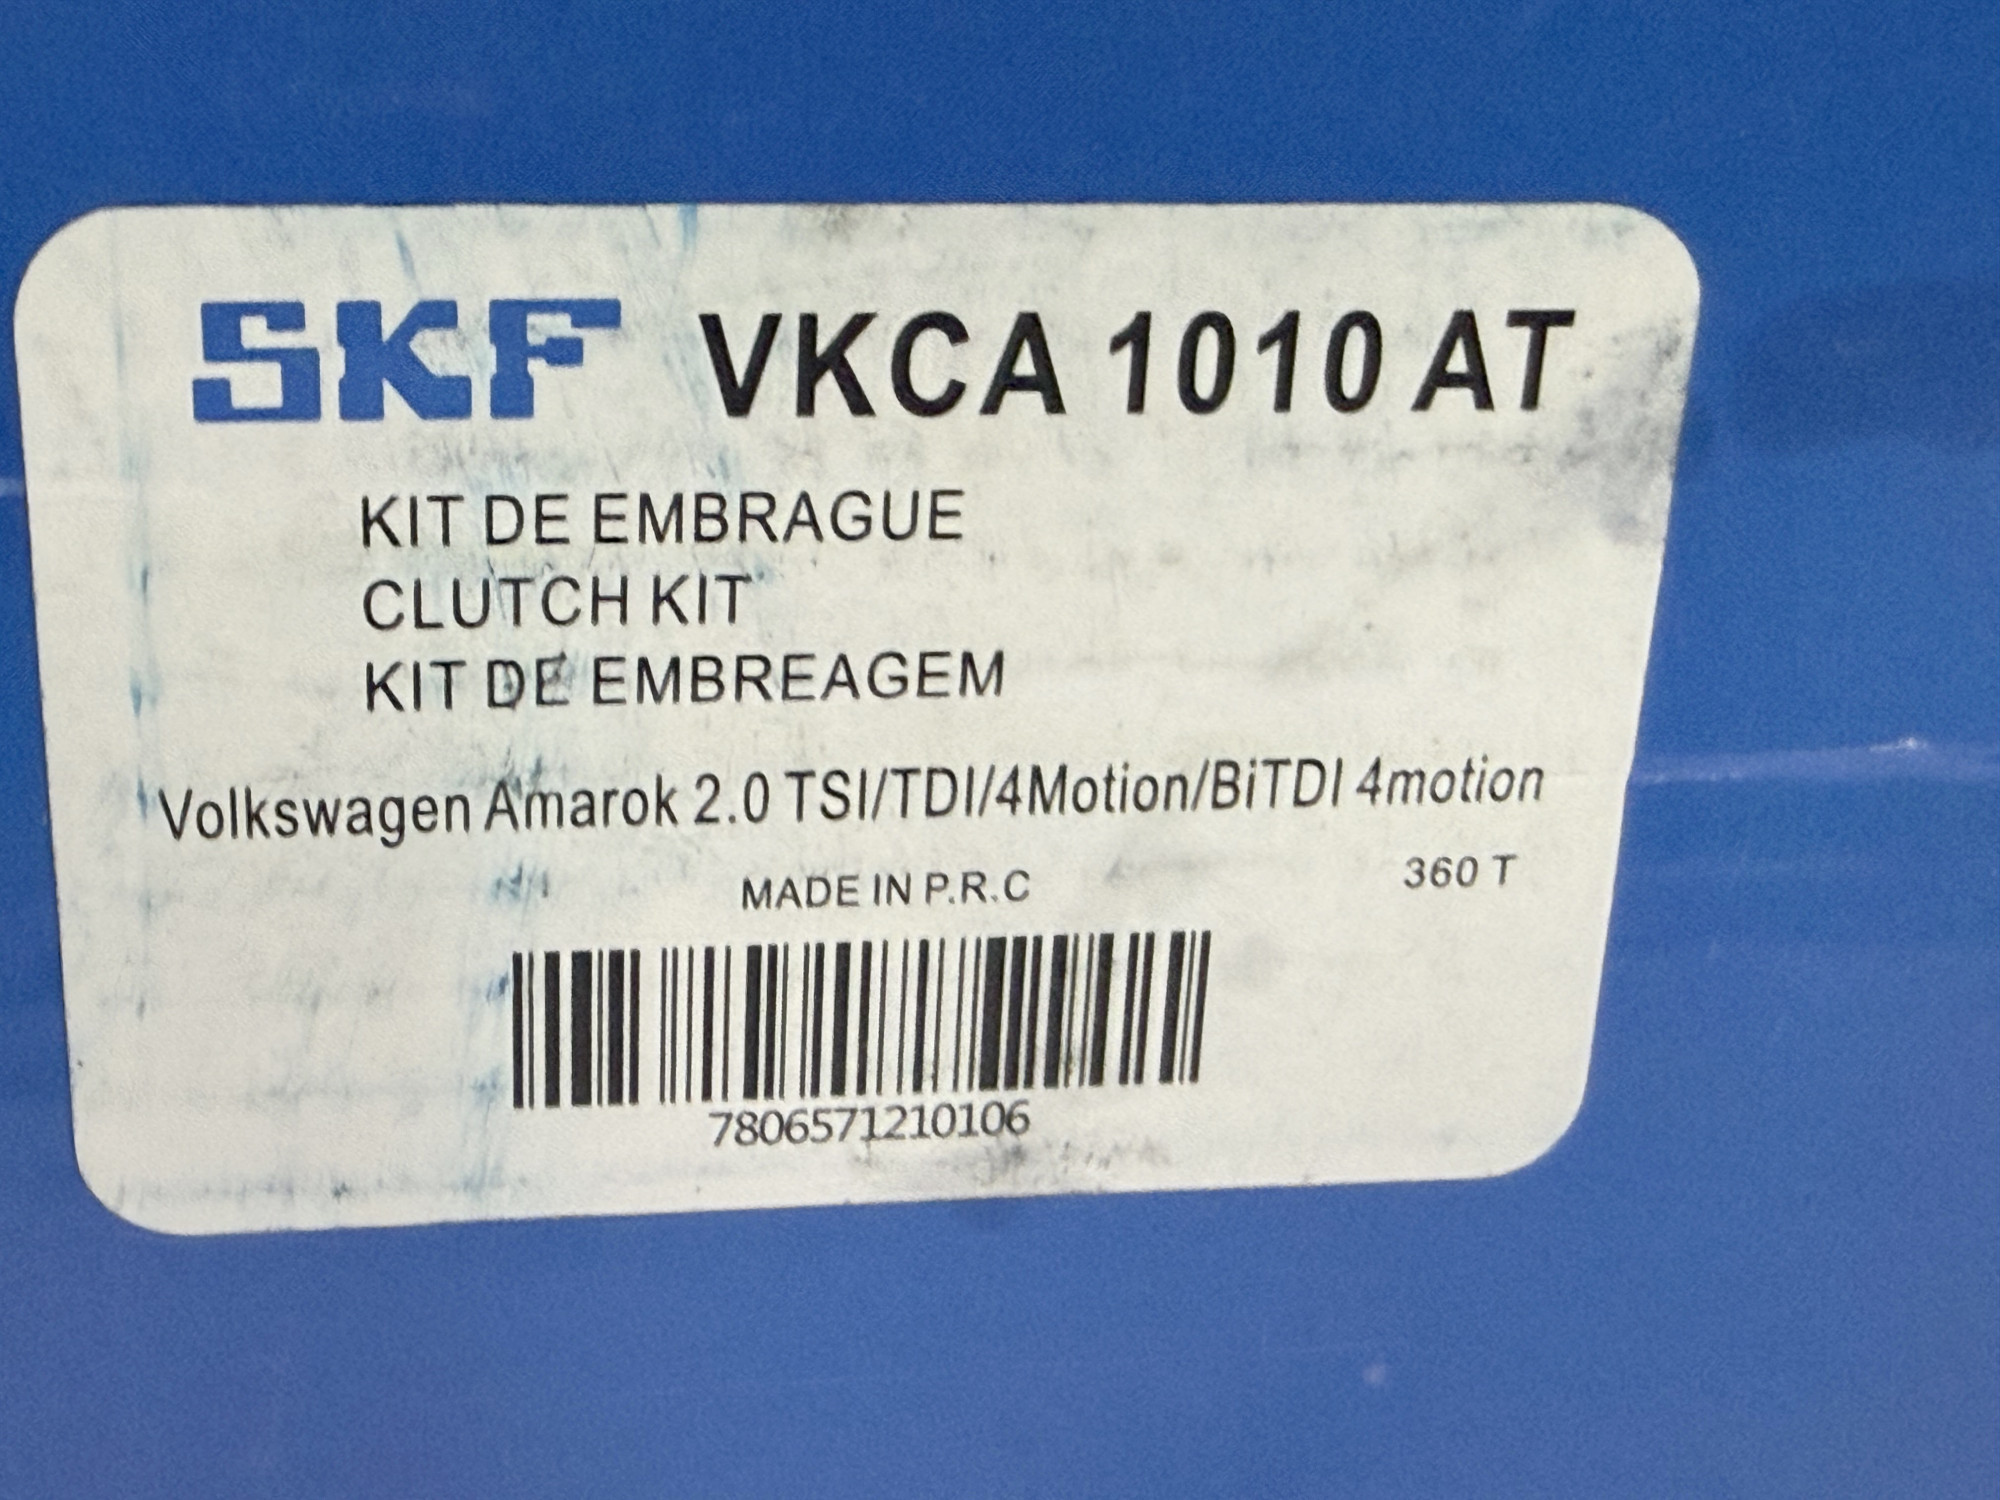 SKF VKCA 1010 AT
KIT DE EMBRAGUE
CLUTCH KIT
KIT DE EMBREAGEM
Volkswagen Amarok 2.0 TSI/TDI/4Motion/BiTDI 4motion
MADE IN P.R.C 360 T
7806571210106